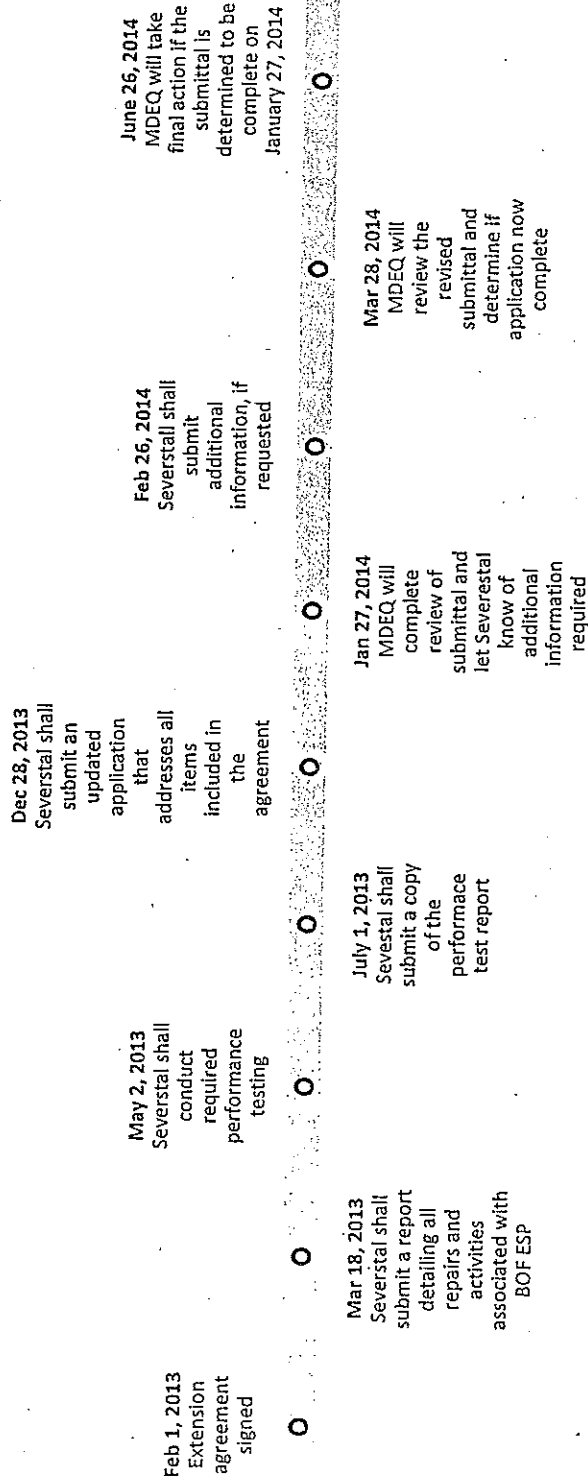 Feb 1, 2013
Extension
agreement
signed
Mar 18, 2013
Severstal shall
submit a report
detailing all
repairs and
activities
associated with
BOF ESP
May 2, 2013
Severstal shall
conduct
required
performance
testing
July 1, 2013
Sevestal shall
submit a copy
of the
performace
test report
Dec 28, 2013
Severstal shall
submit an
updated
application
that
addresses all
items
included in
the
agreement
Jan 27, 2014
MDEQ will
complete
review of
submittal and
let Severestal
know of
additional
information
required
Feb 26, 2014
Severstall shall
submit
additional
information, if
requested
Mar 28, 2014
MDEQ will
review the
revised
submittal and
determine if
application now
complete
June 26, 2014
MDEQ will take
final action if the
submittal is
determined to be
complete on
January 27, 2014